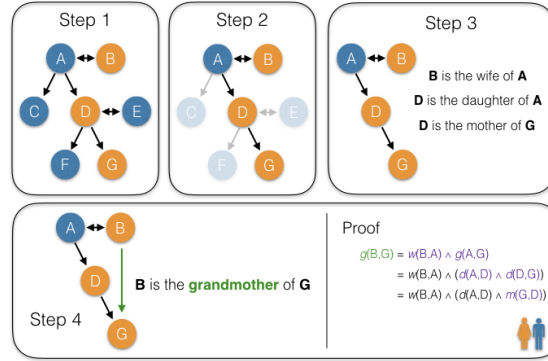 Step 1
A
B
C
D
E
F
G
Step 2
A
B
C
D
E
F
G
Step 3
A
B
D
G
B is the wife of A
D is the daughter of A
D is the mother of G
A
B
D
G
B is the grandmother of G
Step 4
Proof
g(B,G) = w(B,A) ∧ g(A,G)
= w(B,A) ∧ (d(A,D) ∧ d(D,G))
= w(B,A) ∧ (d(A,D) ∧ m(G,D))